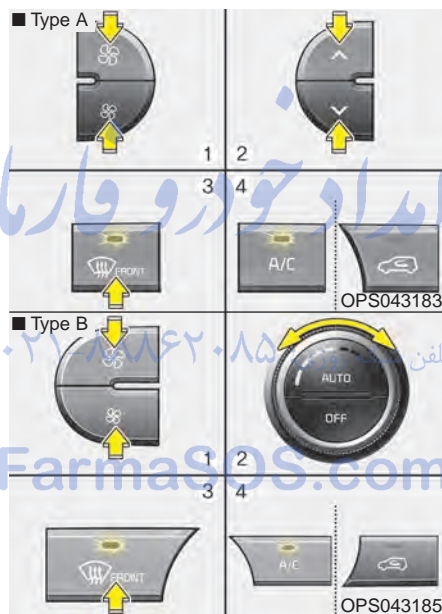 ■ Type A
1 2
3 4
FRONT
A/C
OPS043183
■ Type B
AUTO
OFF
1 2
FarmaSOS.com
3 4
FRONT
A/C
OPS043185